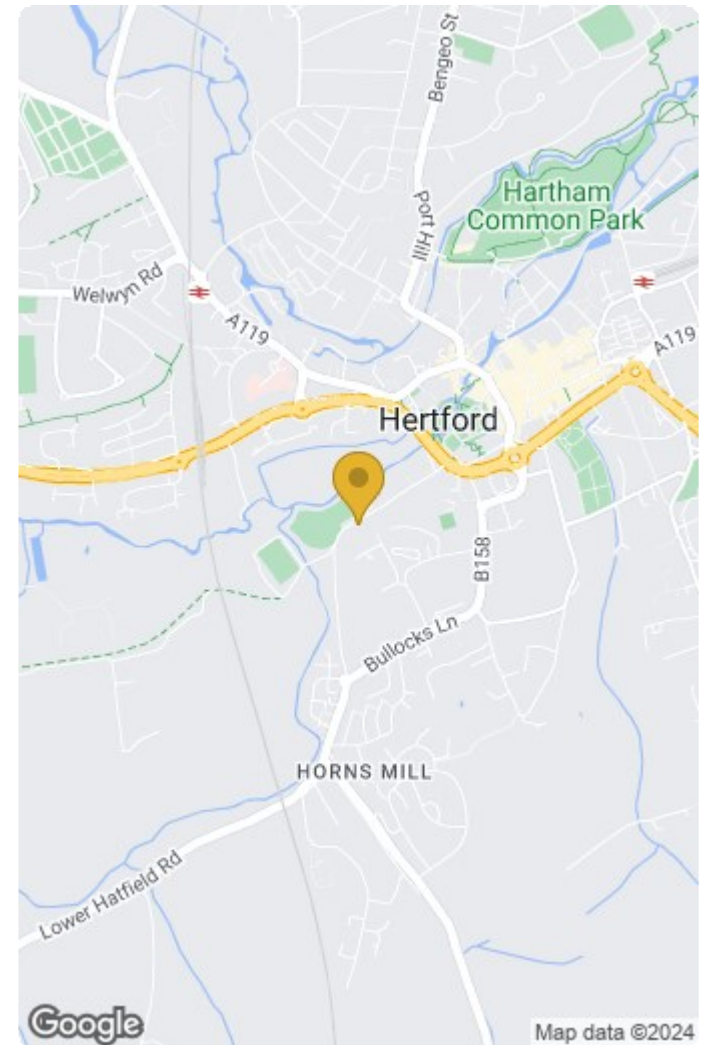 Bengeo St
Hartham
Common Park
Port Hill
Welwyn Rd
A119
A119
Hertford
B158
Bullocks Ln
HORNS MILL
Lower Hatfield Rd
Google
Map data ©2024